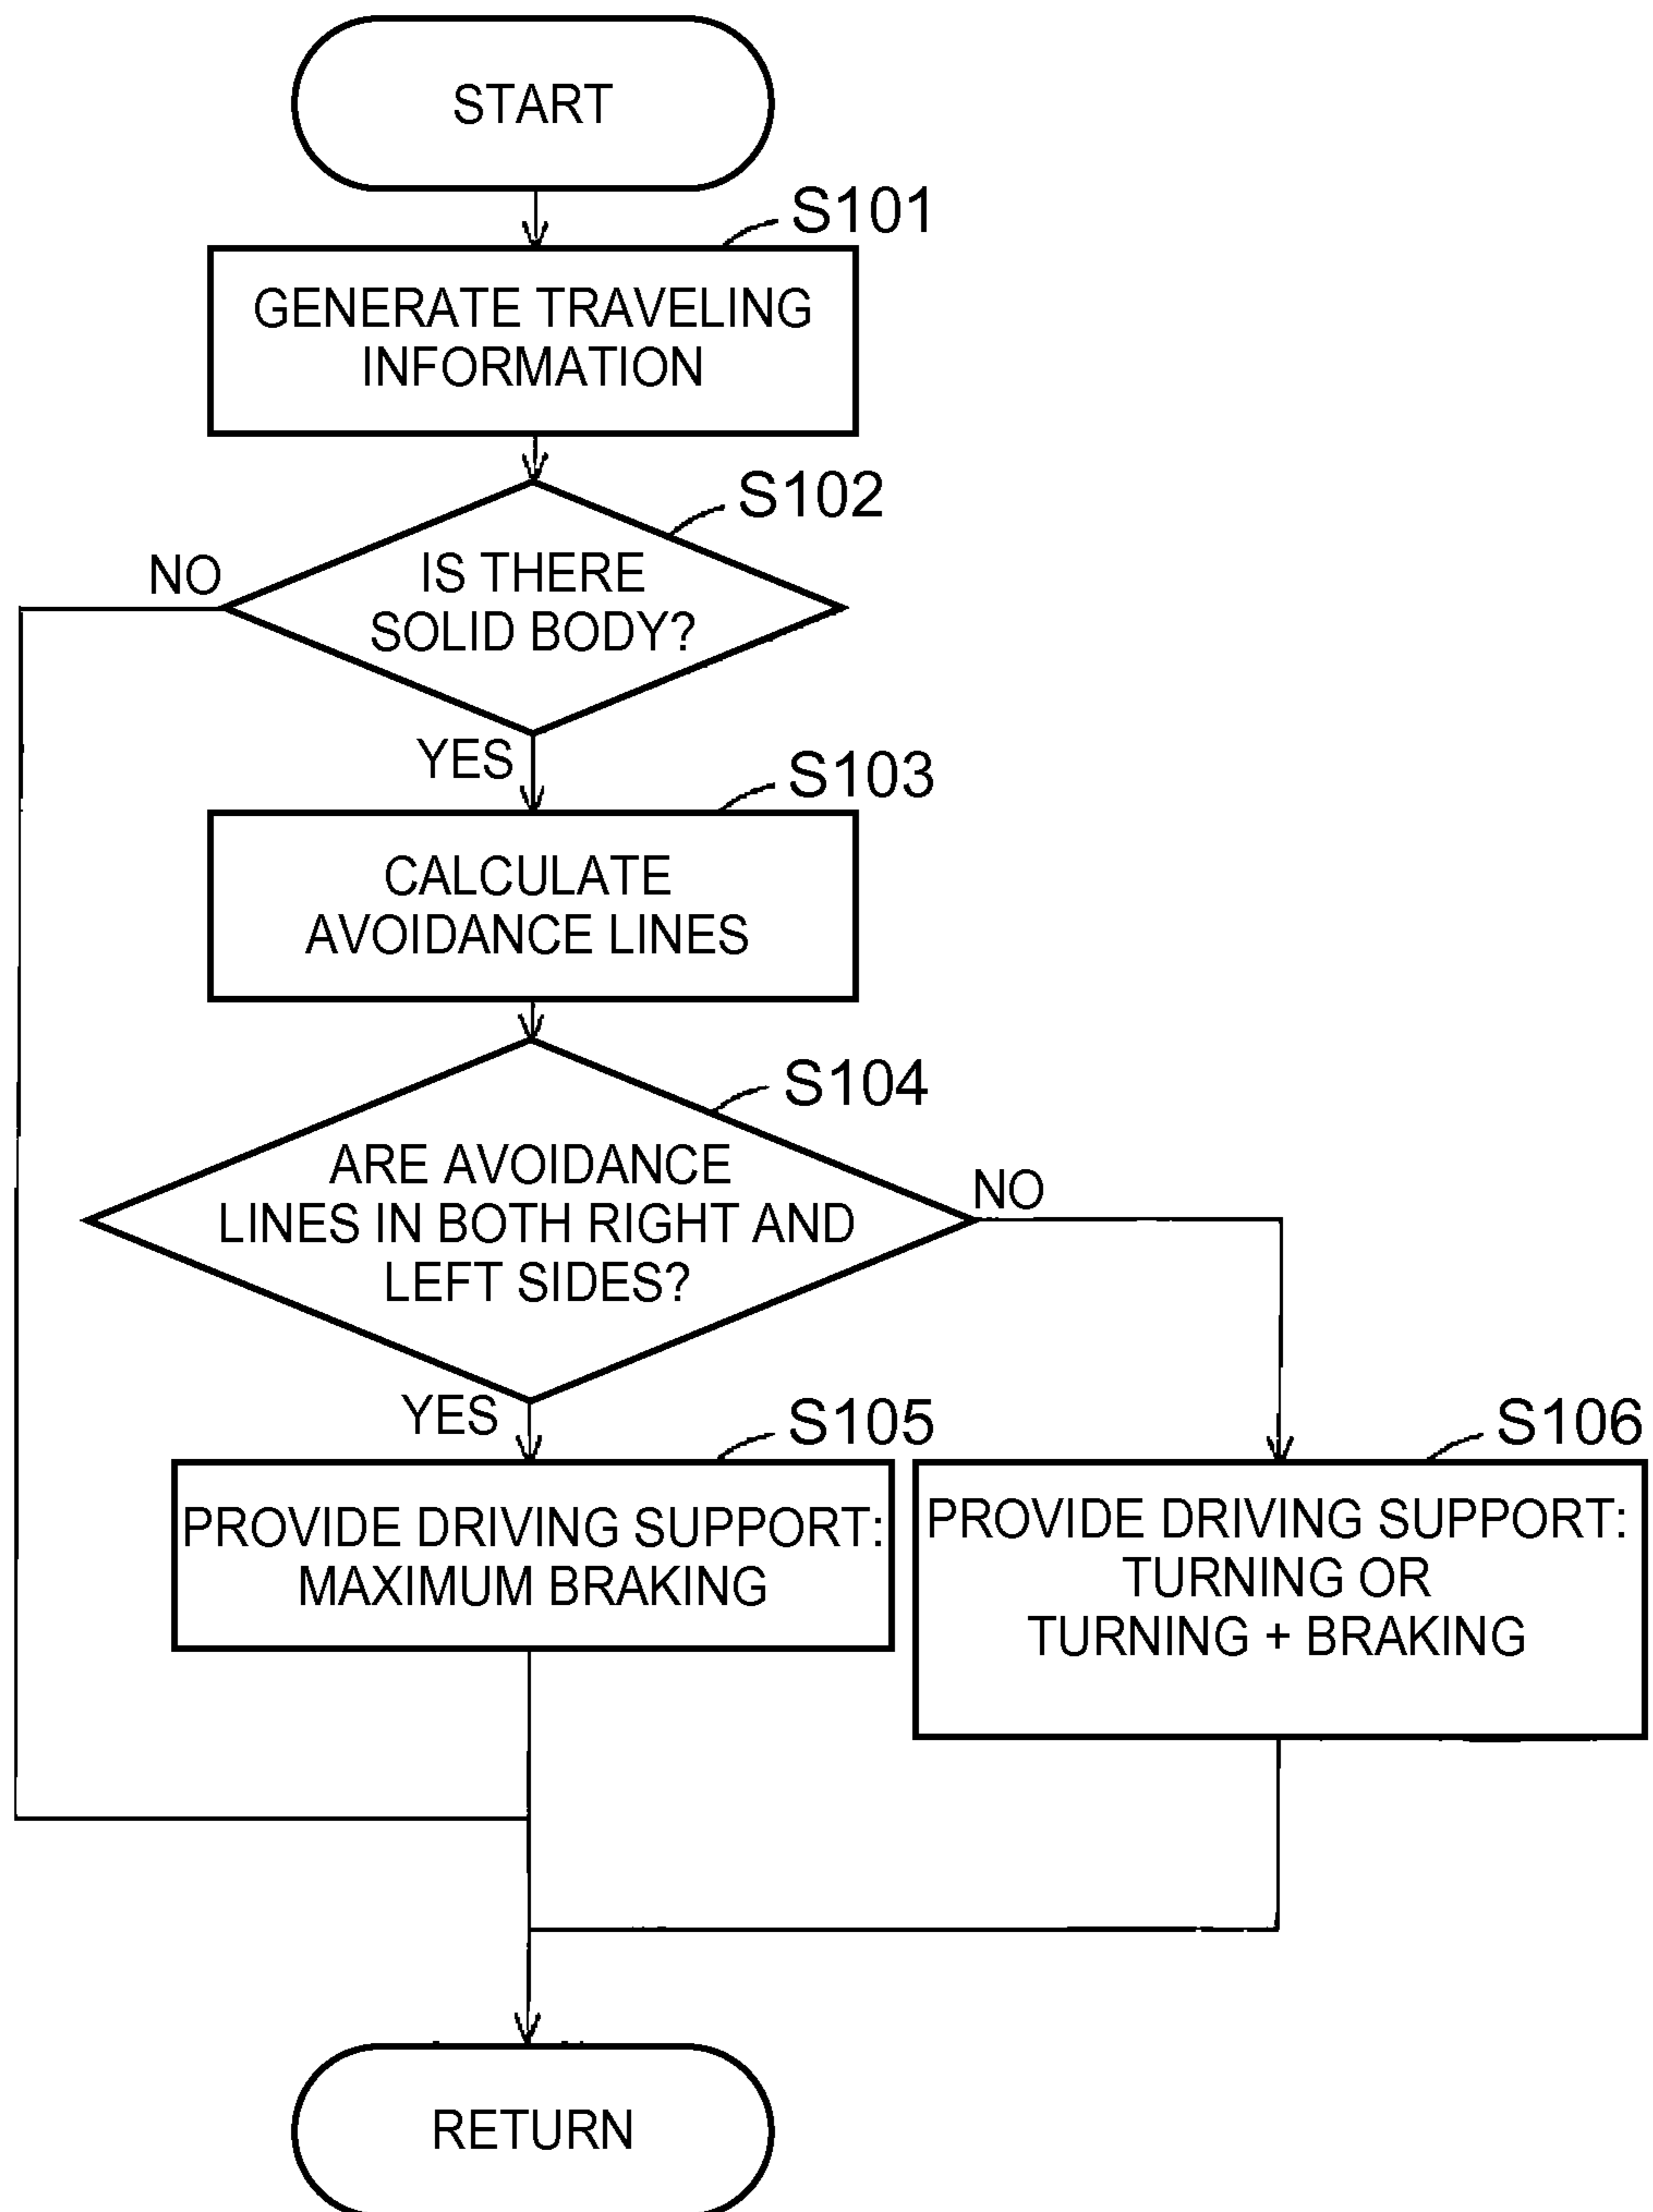 START
S101
GENERATE TRAVELING
INFORMATION
S102
NO
IS THERE
SOLID BODY?
YES
S103
CALCULATE
AVOIDANCE LINES
S104
ARE AVOIDANCE
LINES IN BOTH RIGHT AND
LEFT SIDES?
NO
YES
S105
PROVIDE DRIVING SUPPORT:
MAXIMUM BRAKING
S106
PROVIDE DRIVING SUPPORT:
TURNING OR
TURNING + BRAKING
RETURN